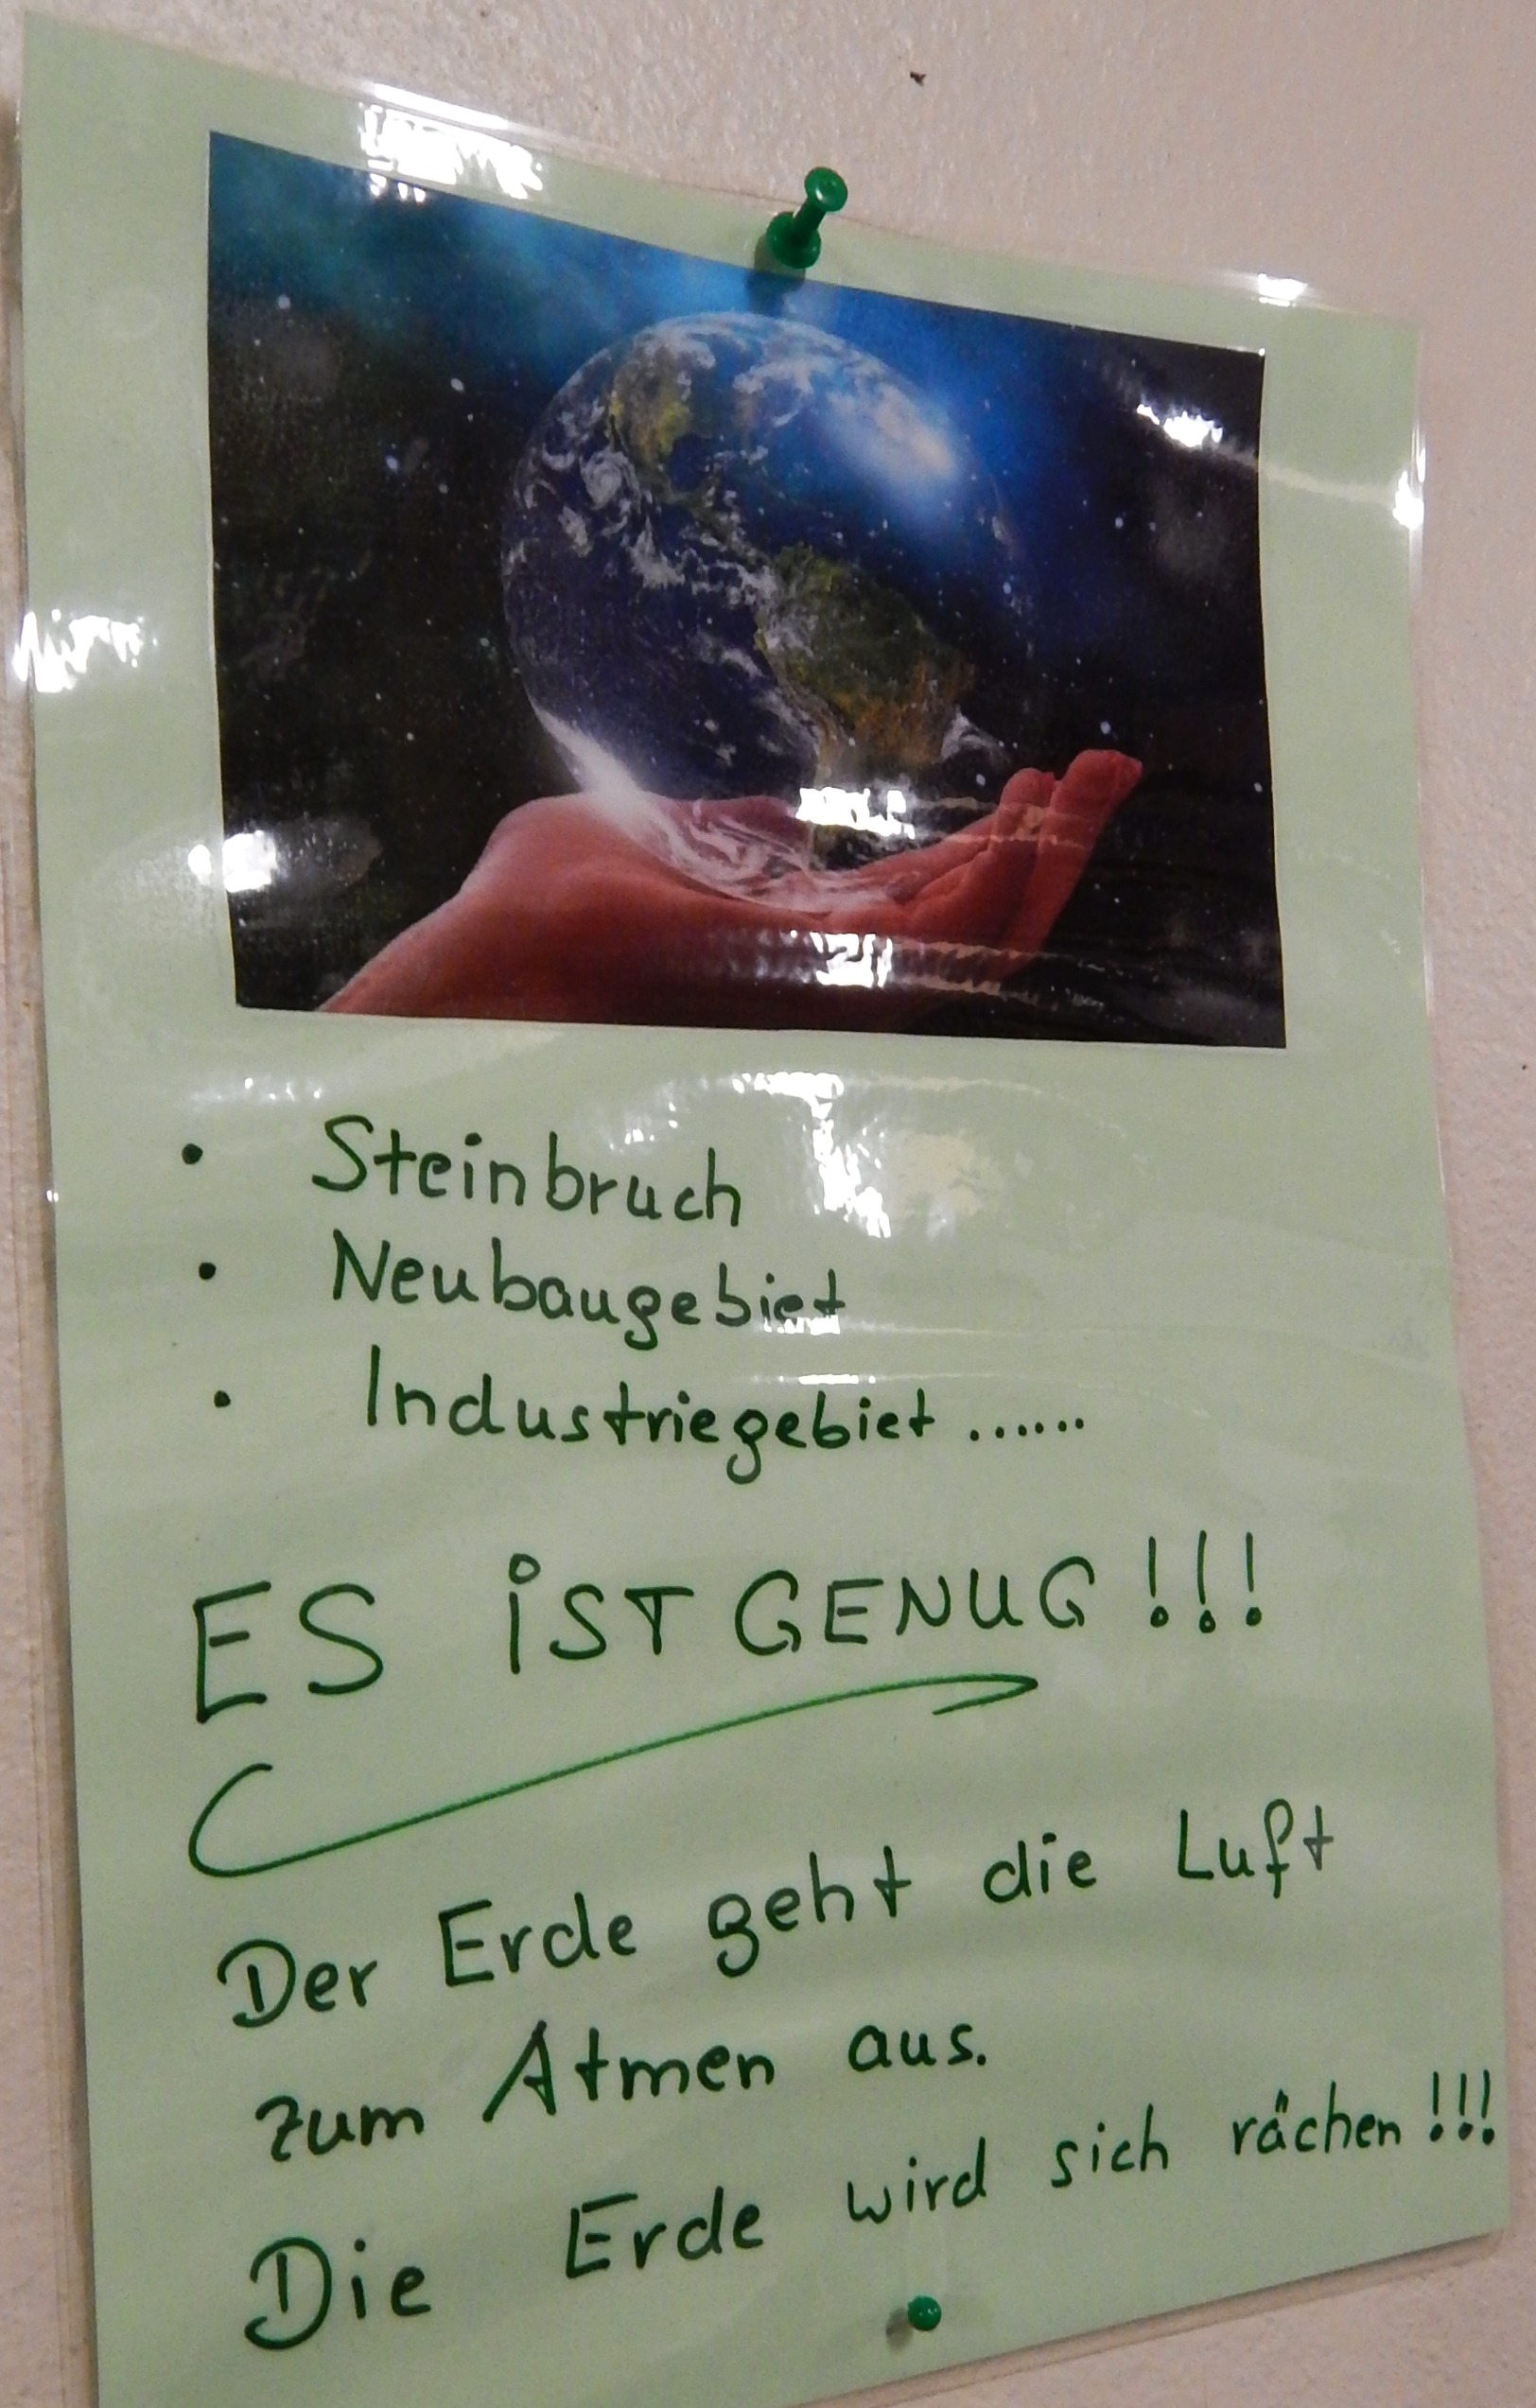 • Steinbruch
• Neubaugebiet
• Industriegebiet ......
ES iST GENUG !!!
Der Erde geht die Luft
zum Atmen aus.
Die Erde wird sich rächen !!!